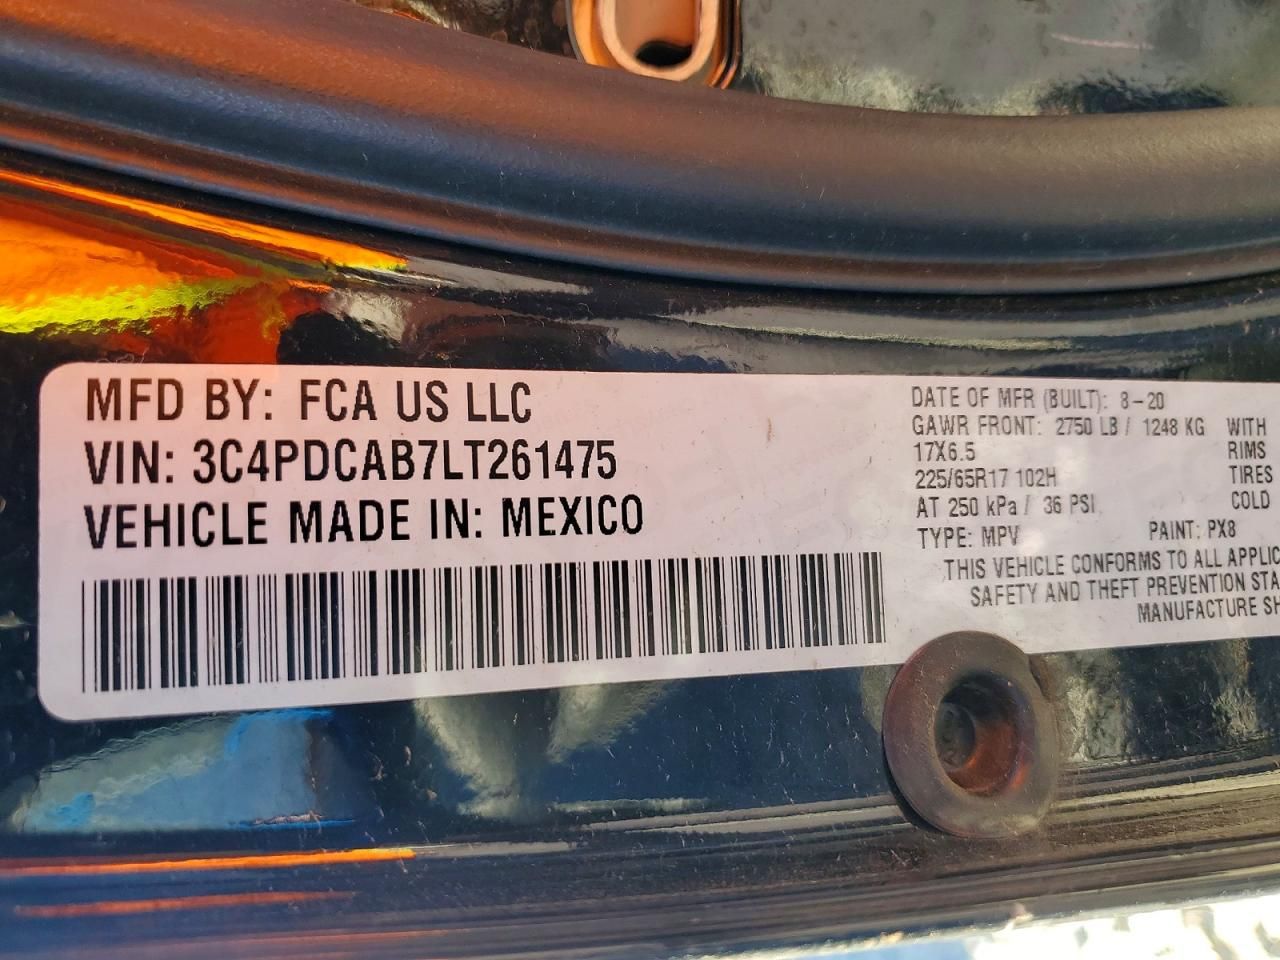 MFD BY: FCA US LLC
VIN: 3C4PDCAB7LT261475
VEHICLE MADE IN: MEXICO
DATE OF MFR (BUILT): 8-20
GAWR FRONT: 2750 LB / 1248 KG WITH
17X6.5 RIMS
225/65R17 102H TIRES
AT 250 kPa / 36 PSI COLD
TYPE: MPV PAINT: PX8
THIS VEHICLE CONFORMS TO ALL APPLIC
SAFETY AND THEFT PREVENTION STA
MANUFACTURE SH